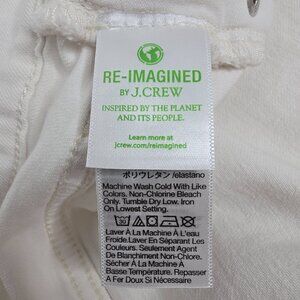 RE-IMAGINED
BY J.CREW
INSPIRED BY THE PLANET
AND ITS PEOPLE.
Learn more at
jcrew.com/reimagined
ポリウレタン /elastano
Machine Wash Cold With Like
Colors. Non-Chlorine Bleach
Only. Tumble Dry Low. Iron
On Lowest Setting.
30
Laver À La Machine À L'eau
Froide.Laver En Séparant Les
Couleurs. Seulement Agent
De Blanchiment Non-Chlor.
Sécher À La Machine À
Basse Température. Repasser
A Fer Doux Si Nécessaire